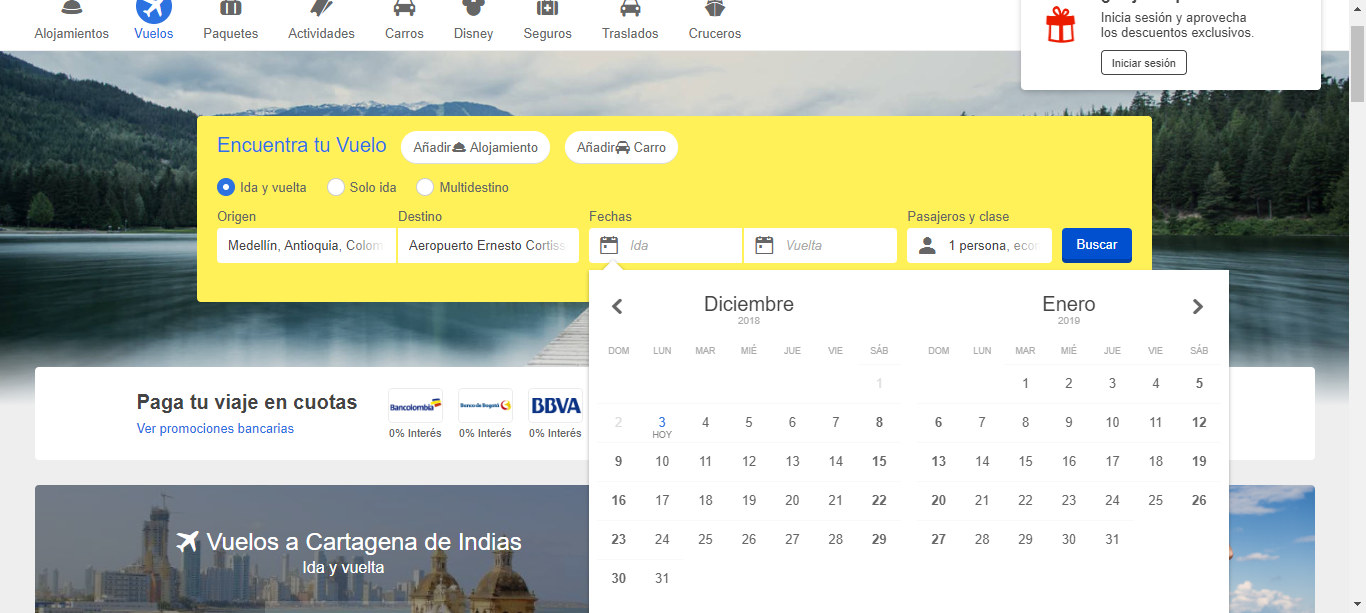 Alojamientos Vuelos Paquetes Actividades Carros Disney Seguros Traslados Cruceros
Inicia sesión y aprovecha
los descuentos exclusivos.
Iniciar sesión
Encuentra tu Vuelo Añadir Alojamiento Añadir Carro
Ida y vuelta Solo ida Multidestino
Origen Destino Fechas Pasajeros y clase
Medellín, Antioquia, Colom Aeropuerto Ernesto Cortiss Ida Vuelta 1 persona, econ Buscar
Diciembre Enero
2018 2019
DOM LUN MAR MIÉ JUE VIE SÁB DOM LUN MAR MIÉ JUE VIE SÁB
1 1 2 3 4 5
2 3 4 5 6 7 8 6 7 8 9 10 11 12
HOY
9 10 11 12 13 14 15 13 14 15 16 17 18 19
16 17 18 19 20 21 22 20 21 22 23 24 25 26
23 24 25 26 27 28 29 27 28 29 30 31
30 31
Paga tu viaje en cuotas
Ver promociones bancarias
Bancolombia Banco de Bogotá BBVA
0% Interés 0% Interés 0% Interés
Vuelos a Cartagena de Indias
Ida y vuelta